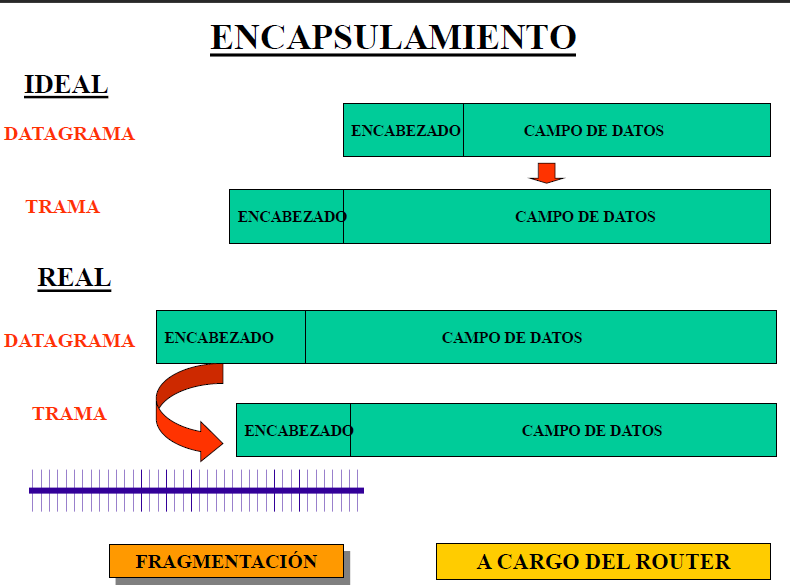 ENCAPSULAMIENTO
IDEAL
DATAGRAMA
ENCABEZADO
CAMPO DE DATOS
TRAMA
ENCABEZADO
CAMPO DE DATOS
REAL
DATAGRAMA
ENCABEZADO
CAMPO DE DATOS
TRAMA
ENCABEZADO
CAMPO DE DATOS
FRAGMENTACIÓN
A CARGO DEL ROUTER